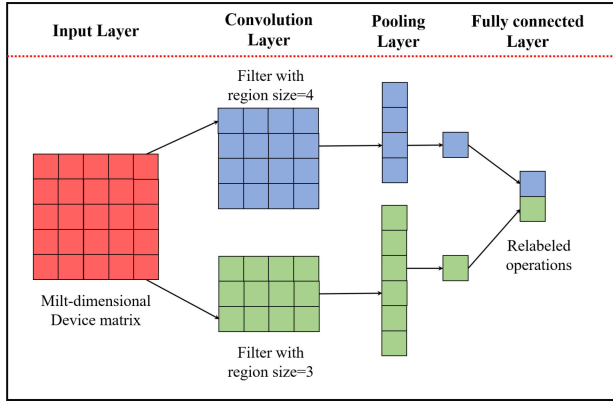 Input Layer
Convolution
Layer
Pooling
Layer
Fully connected
Layer
Filter with
region size=4
Milt-dimensional
Device matrix
Filter with
region size=3
Relabeled
operations